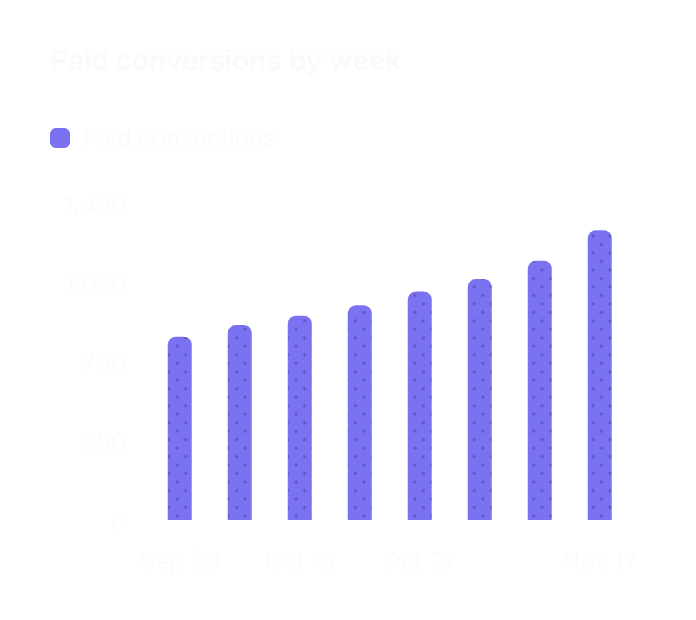 Paid conversions by week
Paid conversions
1,400
1,050
700
350
0
Sep 29 Oct 13 Oct 27 Nov 17